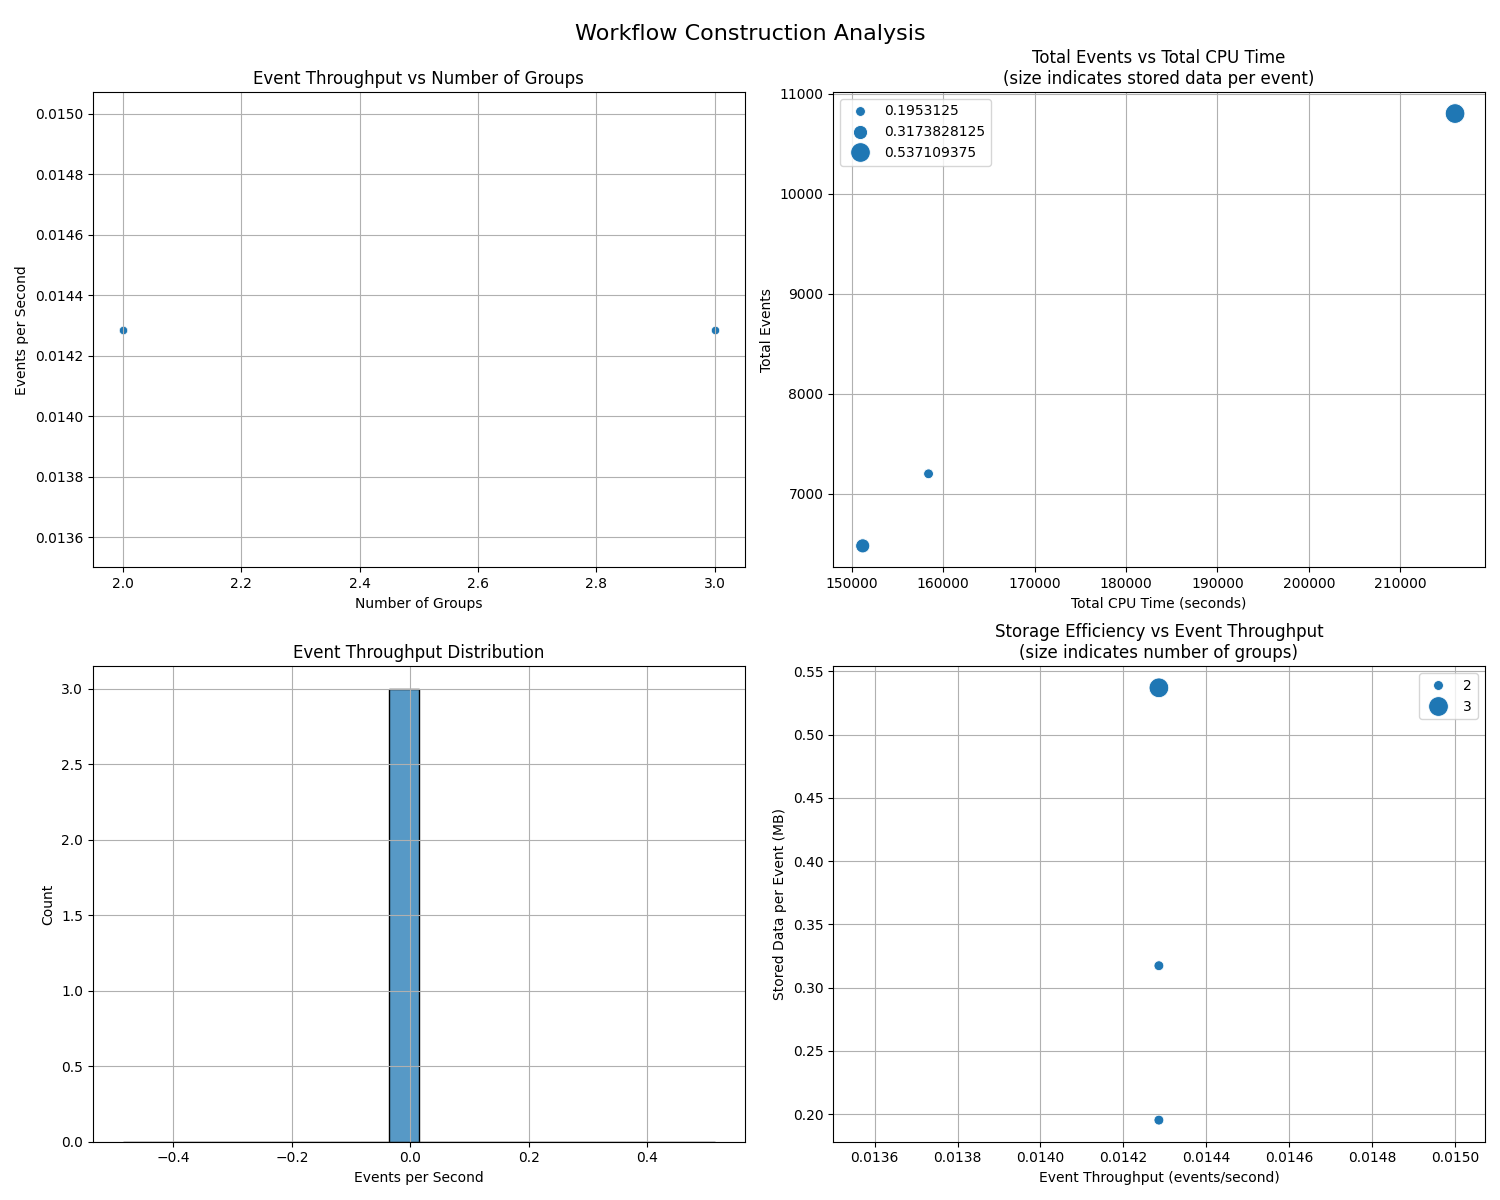 Workflow Construction Analysis
Event Throughput vs Number of Groups
0.0150
0.0148
0.0146
0.0144
0.0142
0.0140
0.0138
0.0136
Events per Second
2.0 2.2 2.4 2.6 2.8 3.0
Number of Groups
Total Events vs Total CPU Time
(size indicates stored data per event)
0.1953125
0.3173828125
0.537109375
11000
10000
9000
8000
7000
Total Events
150000 160000 170000 180000 190000 200000 210000
Total CPU Time (seconds)
Event Throughput Distribution
3.0
2.5
2.0
1.5
1.0
0.5
0.0
Count
−0.4 −0.2 0.0 0.2 0.4
Events per Second
Storage Efficiency vs Event Throughput
(size indicates number of groups)
2
3
0.55
0.50
0.45
0.40
0.35
0.30
0.25
0.20
Stored Data per Event (MB)
0.0136 0.0138 0.0140 0.0142 0.0144 0.0146 0.0148 0.0150
Event Throughput (events/second)